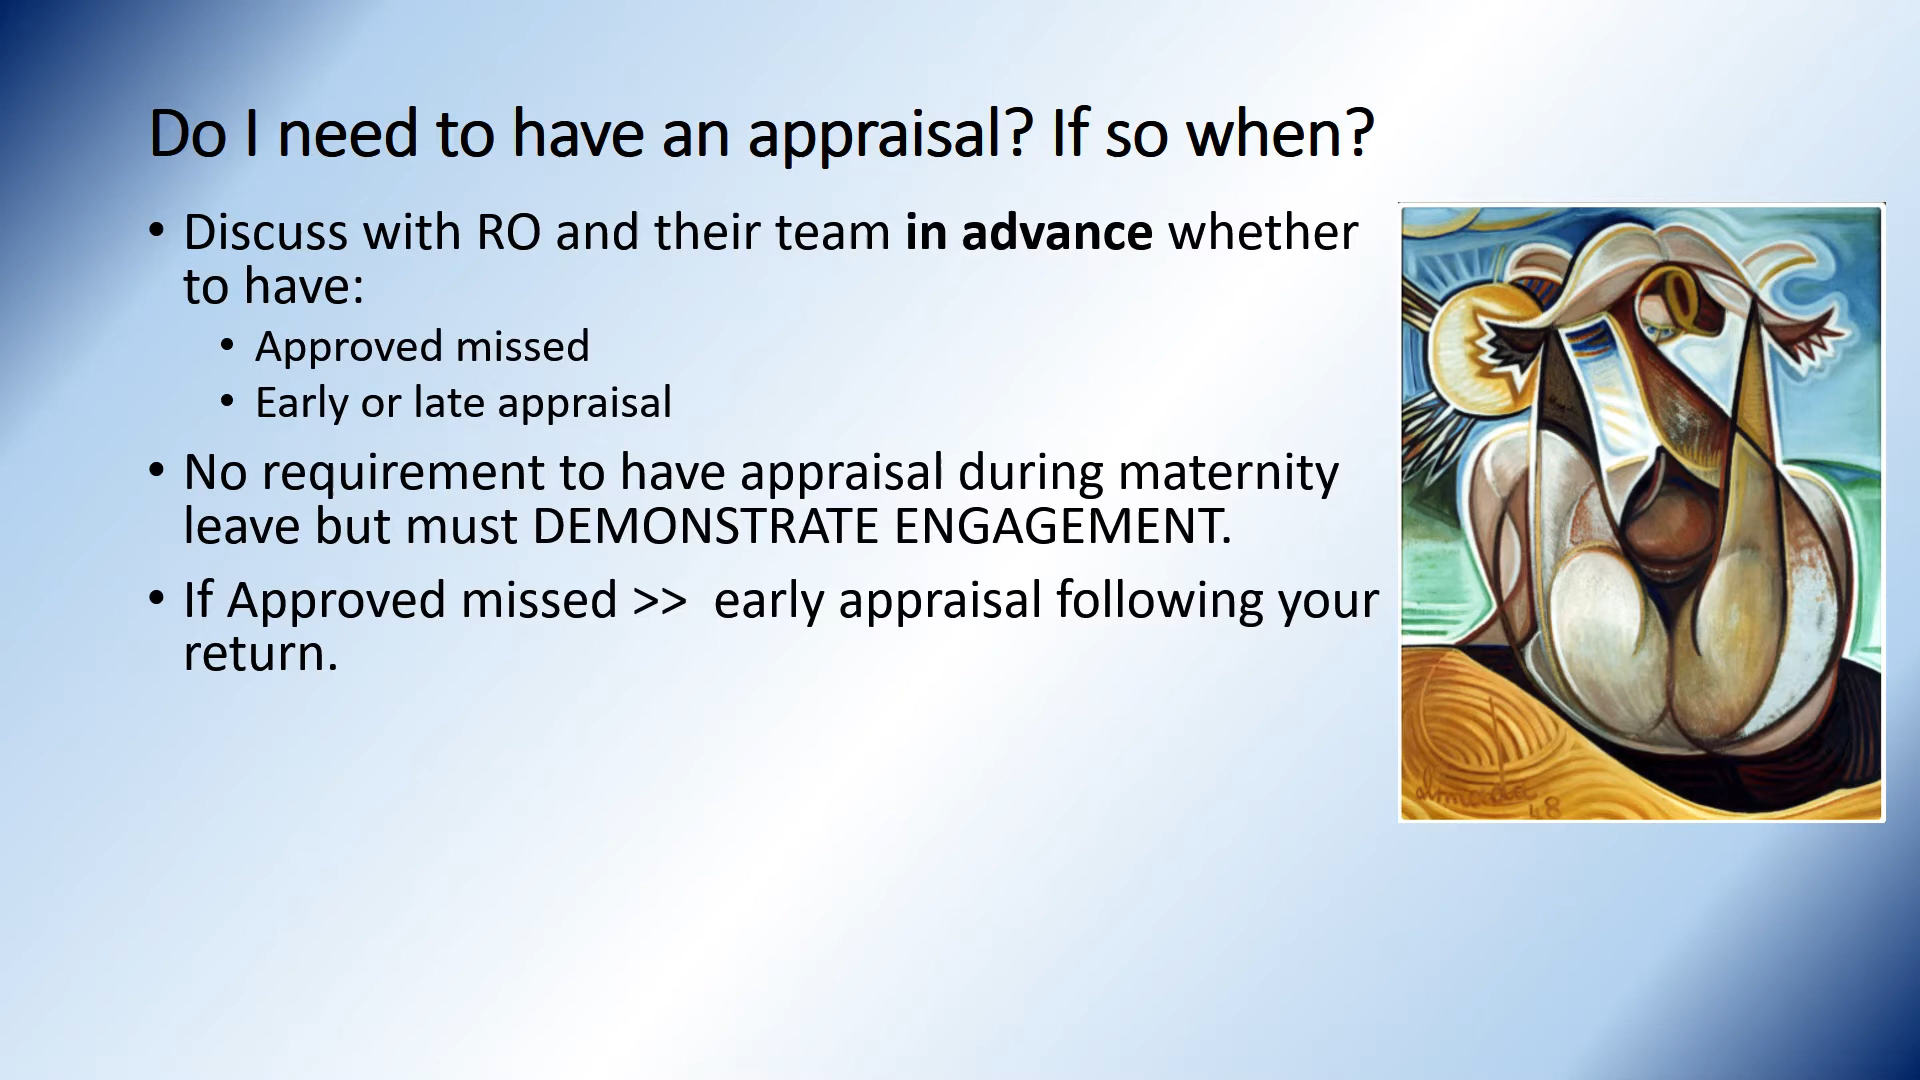 Do I need to have an appraisal? If so when?
• Discuss with RO and their team in advance whether
to have:
• Approved missed
• Early or late appraisal
• No requirement to have appraisal during maternity
leave but must DEMONSTRATE ENGAGEMENT.
• If Approved missed >> early appraisal following your
return.
almada
48